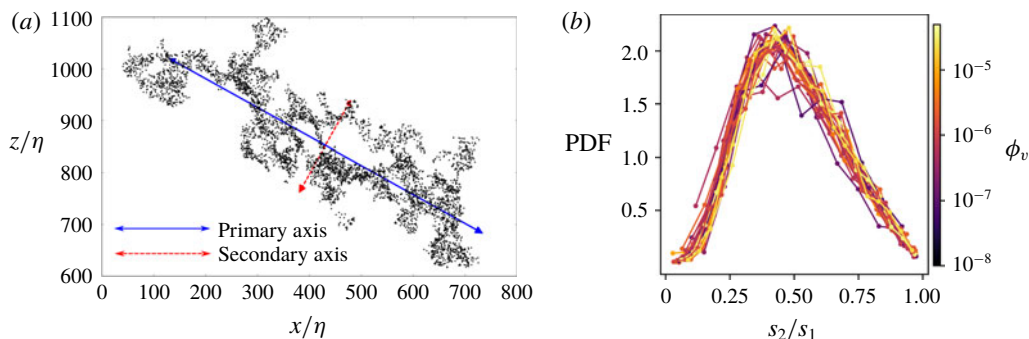 (a)
1100
1000
900
800
700
600
z/η
0 100 200 300 400 500 600 700 800
x/η
Primary axis
Secondary axis
(b)
2.0
1.5
1.0
0.5
PDF
0 0.25 0.50 0.75 1.00
s₂/s₁
10⁻⁵
10⁻⁶
10⁻⁷
10⁻⁸
ϕᵥ